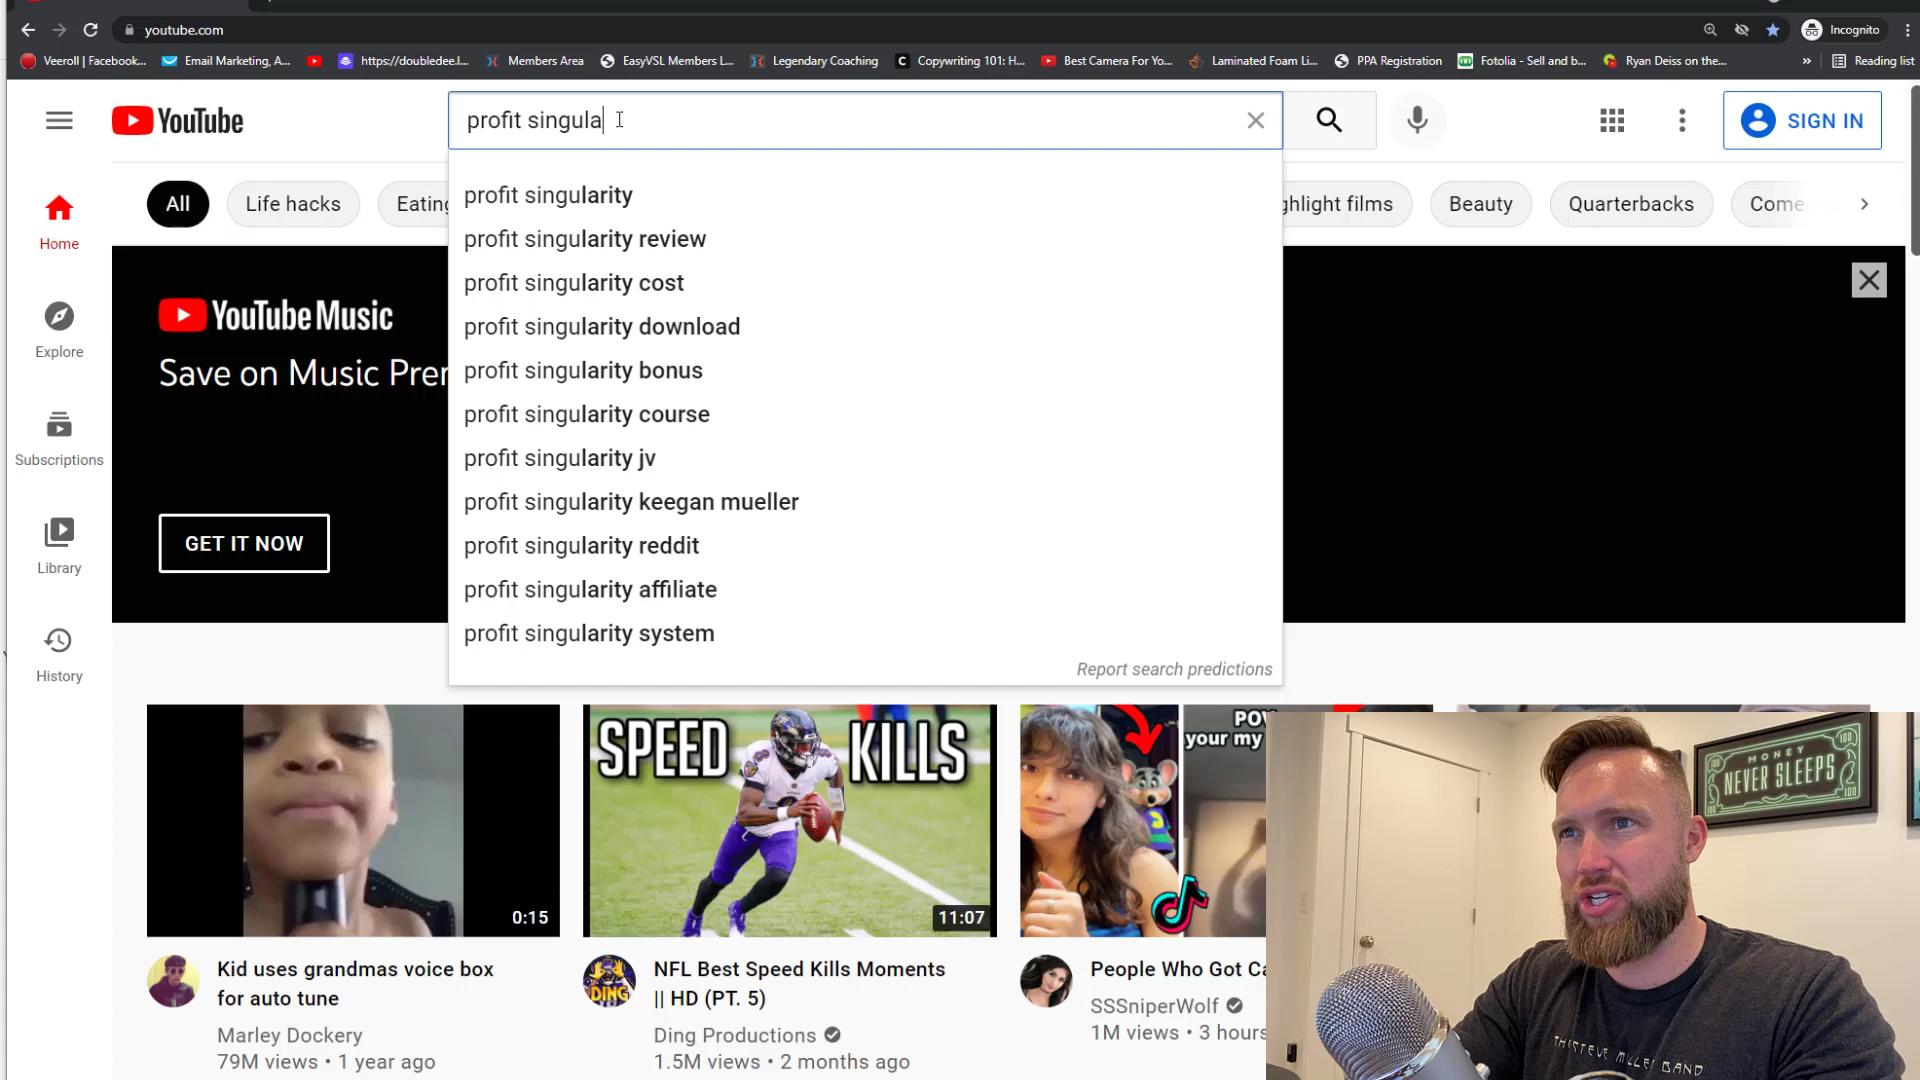 youtube.com
Incognito
Veeroll | Facebook...
Email Marketing, A...
https://doubledee.l...
Members Area
EasyVSL Members L...
Legendary Coaching
Copywriting 101: H...
Best Camera For Yo...
Laminated Foam Li...
PPA Registration
Fotolia - Sell and b...
Ryan Deiss on the...
»
Reading list
YouTube
profit singula
SIGN IN
All
Life hacks
Eating
ghlight films
Beauty
Quarterbacks
Come
Home
Explore
Subscriptions
Library
History
YouTube Music
Save on Music Prem
GET IT NOW
profit singularity
profit singularity review
profit singularity cost
profit singularity download
profit singularity bonus
profit singularity course
profit singularity jv
profit singularity keegan mueller
profit singularity reddit
profit singularity affiliate
profit singularity system
Report search predictions
0:15
SPEED KILLS
11:07
POV
your my
MONEY
NEVER SLEEPS
Kid uses grandmas voice box
for auto tune
Marley Dockery
79M views • 1 year ago
DING
NFL Best Speed Kills Moments
|| HD (PT. 5)
Ding Productions
1.5M views • 2 months ago
People Who Got Ca
SSSniperWolf
1M views • 3 hours
THE STEVE MILLER BAND